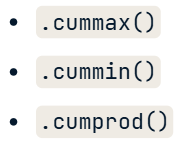 • .cummax()
• .cummin()
• .cumprod()